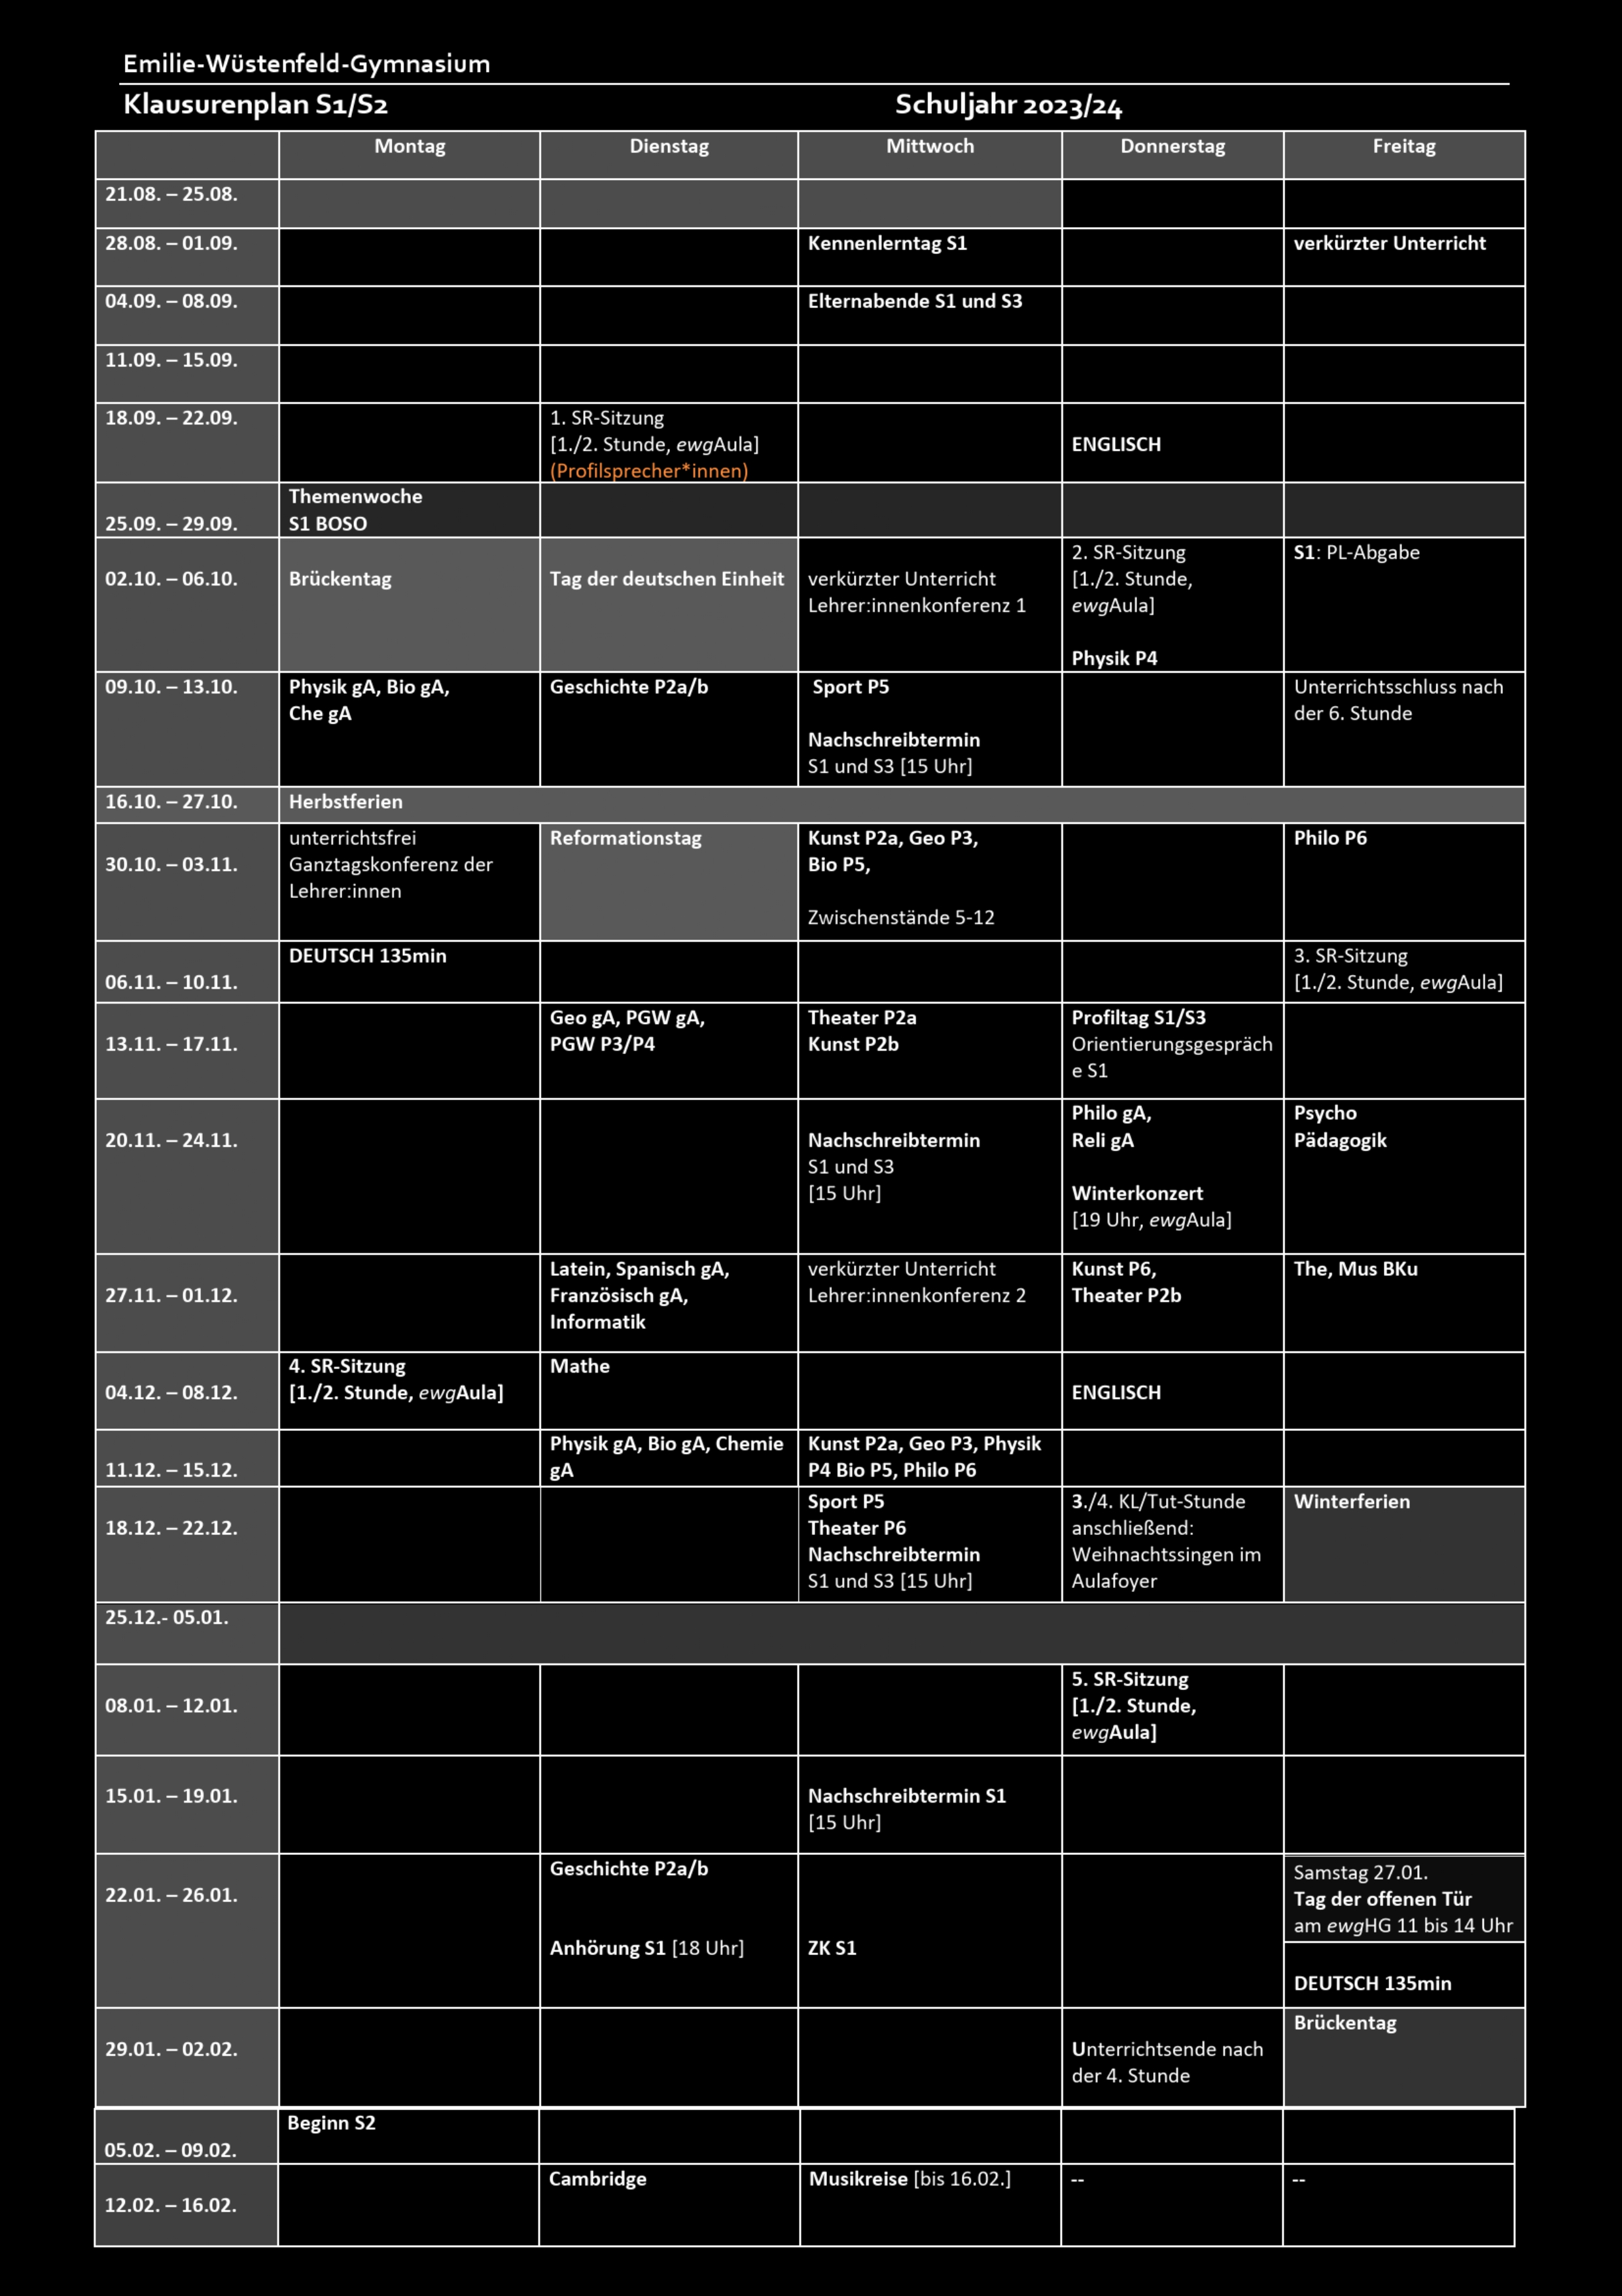 Emilie-Wüstenfeld-Gymnasium
Klausurenplan S1/S2 Schuljahr 2023/24
Montag Dienstag Mittwoch Donnerstag Freitag
21.08. – 25.08.
28.08. – 01.09.
Kennenlerntag S1
verkürzter Unterricht
04.09. – 08.09.
Elternabende S1 und S3
11.09. – 15.09.
18.09. – 22.09.
1. SR-Sitzung
[1./2. Stunde, ewgAula]
(Profilsprecher*innen)
ENGLISCH
25.09. – 29.09.
Themenwoche
S1 BOSO
02.10. – 06.10.
Brückentag
Tag der deutschen Einheit
verkürzter Unterricht
Lehrer:innenkonferenz 1
2. SR-Sitzung
[1./2. Stunde,
ewgAula]
Physik P4
S1: PL-Abgabe
09.10. – 13.10.
Physik gA, Bio gA,
Che gA
Geschichte P2a/b
Sport P5
Nachschreibtermin
S1 und S3 [15 Uhr]
Unterrichtsschluss nach
der 6. Stunde
16.10. – 27.10.
Herbstferien
30.10. – 03.11.
unterrichtsfrei
Ganztagskonferenz der
Lehrer:innen
Reformationstag
Kunst P2a, Geo P3,
Bio P5,
Zwischenstände 5-12
Philo P6
06.11. – 10.11.
DEUTSCH 135min
3. SR-Sitzung
[1./2. Stunde, ewgAula]
13.11. – 17.11.
Geo gA, PGW gA,
PGW P3/P4
Theater P2a
Kunst P2b
Profiltag S1/S3
Orientierungsgespräch
e S1
20.11. – 24.11.
Nachschreibtermin
S1 und S3
[15 Uhr]
Philo gA,
Reli gA
Winterkonzert
[19 Uhr, ewgAula]
Psycho
Pädagogik
27.11. – 01.12.
Latein, Spanisch gA,
Französisch gA,
Informatik
verkürzter Unterricht
Lehrer:innenkonferenz 2
Kunst P6,
Theater P2b
The, Mus BKu
04.12. – 08.12.
4. SR-Sitzung
[1./2. Stunde, ewgAula]
Mathe
ENGLISCH
11.12. – 15.12.
Physik gA, Bio gA, Chemie
gA
Kunst P2a, Geo P3, Physik
P4 Bio P5, Philo P6
18.12. – 22.12.
Sport P5
Theater P6
Nachschreibtermin
S1 und S3 [15 Uhr]
3./4. KL/Tut-Stunde
anschließend:
Weihnachtssingen im
Aulafoyer
Winterferien
25.12.- 05.01.
08.01. – 12.01.
5. SR-Sitzung
[1./2. Stunde,
ewgAula]
15.01. – 19.01.
Nachschreibtermin S1
[15 Uhr]
22.01. – 26.01.
Geschichte P2a/b
Anhörung S1 [18 Uhr]
ZK S1
Samstag 27.01.
Tag der offenen Tür
am ewgHG 11 bis 14 Uhr
DEUTSCH 135min
29.01. – 02.02.
Unterrichtsende nach
der 4. Stunde
Brückentag
05.02. – 09.02.
Beginn S2
12.02. – 16.02.
Cambridge
Musikreise [bis 16.02.]
--
--